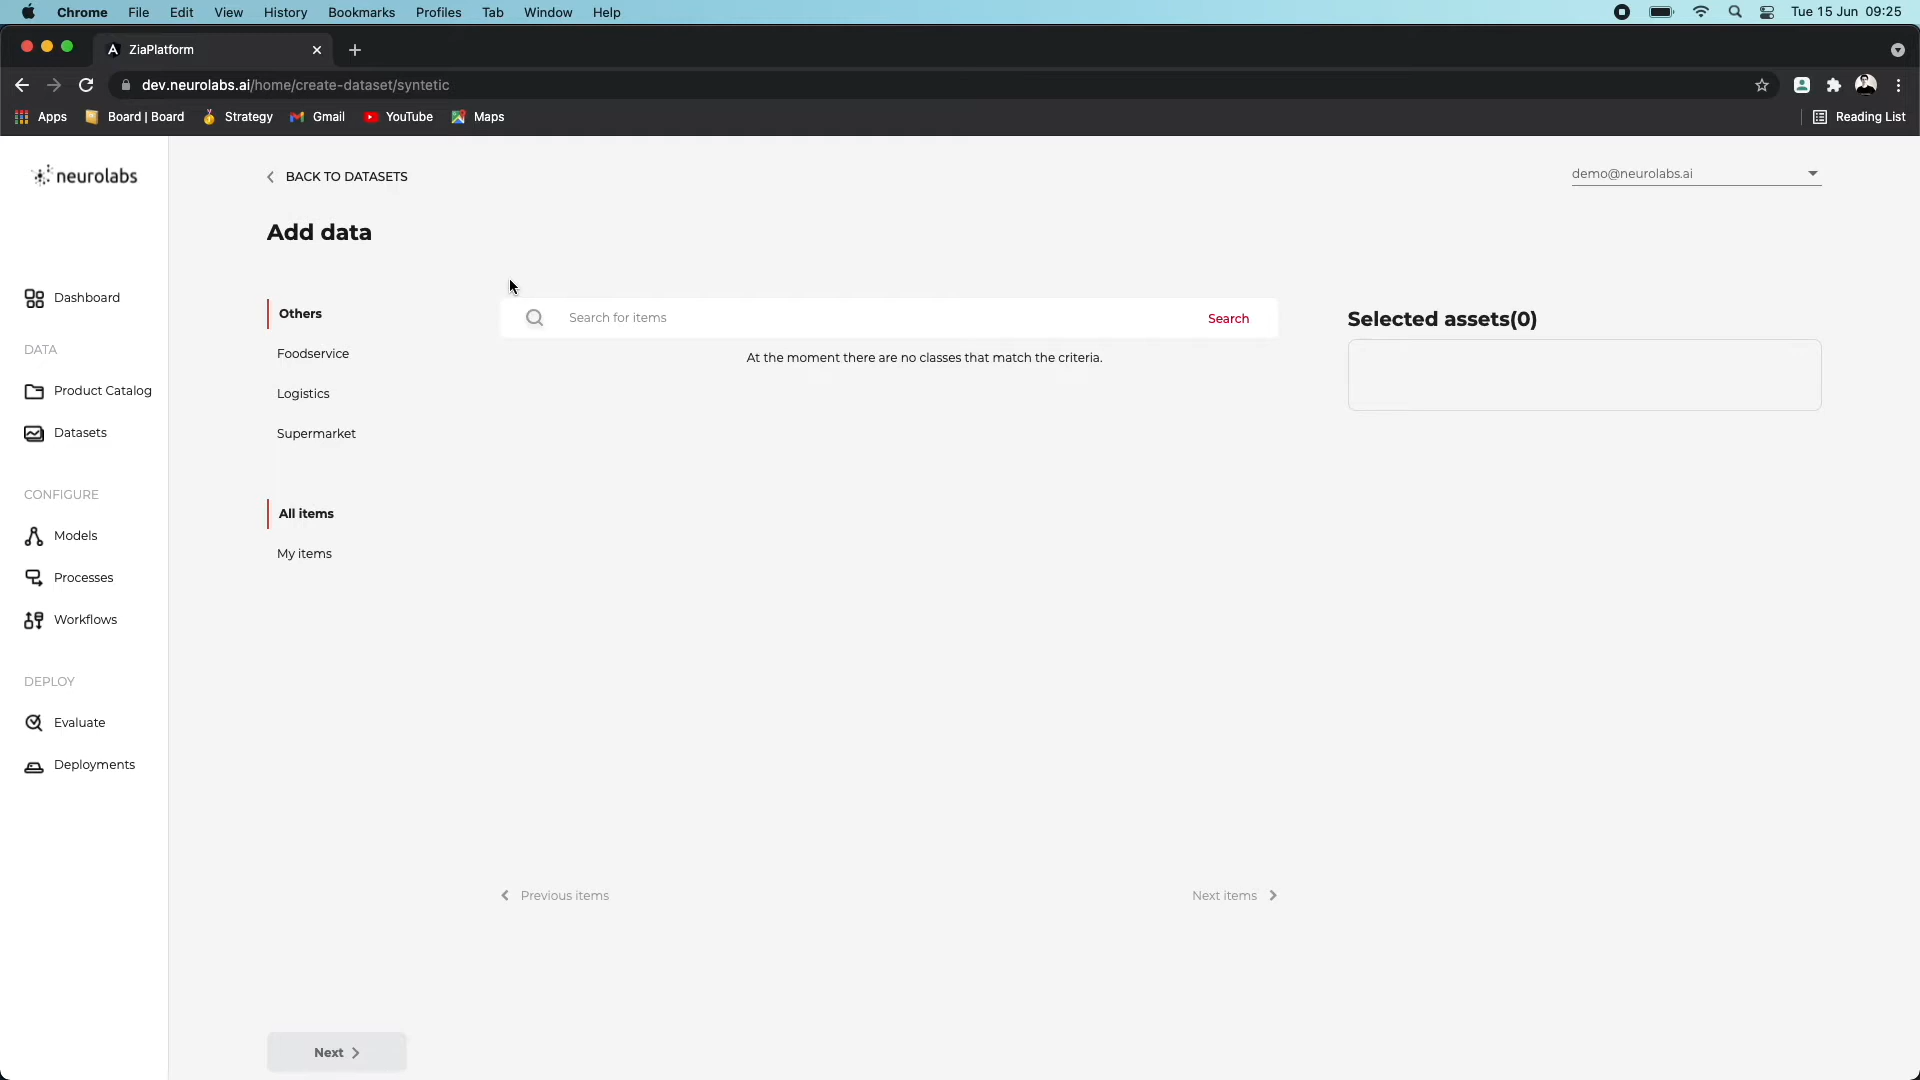 Chrome File Edit View History Bookmarks Profiles Tab Window Help Tue 15 Jun 09:25
ZiaPlatform
dev.neurolabs.ai/home/create-dataset/syntetic
Apps Board | Board Strategy Gmail YouTube Maps Reading List
neurolabs
BACK TO DATASETS
demo@neurolabs.ai
Add data
Dashboard
DATA
Product Catalog
Datasets
CONFIGURE
Models
Processes
Workflows
DEPLOY
Evaluate
Deployments
Others
Foodservice
Logistics
Supermarket
All items
My items
Search for items Search
At the moment there are no classes that match the criteria.
Selected assets(0)
Previous items Next items
Next